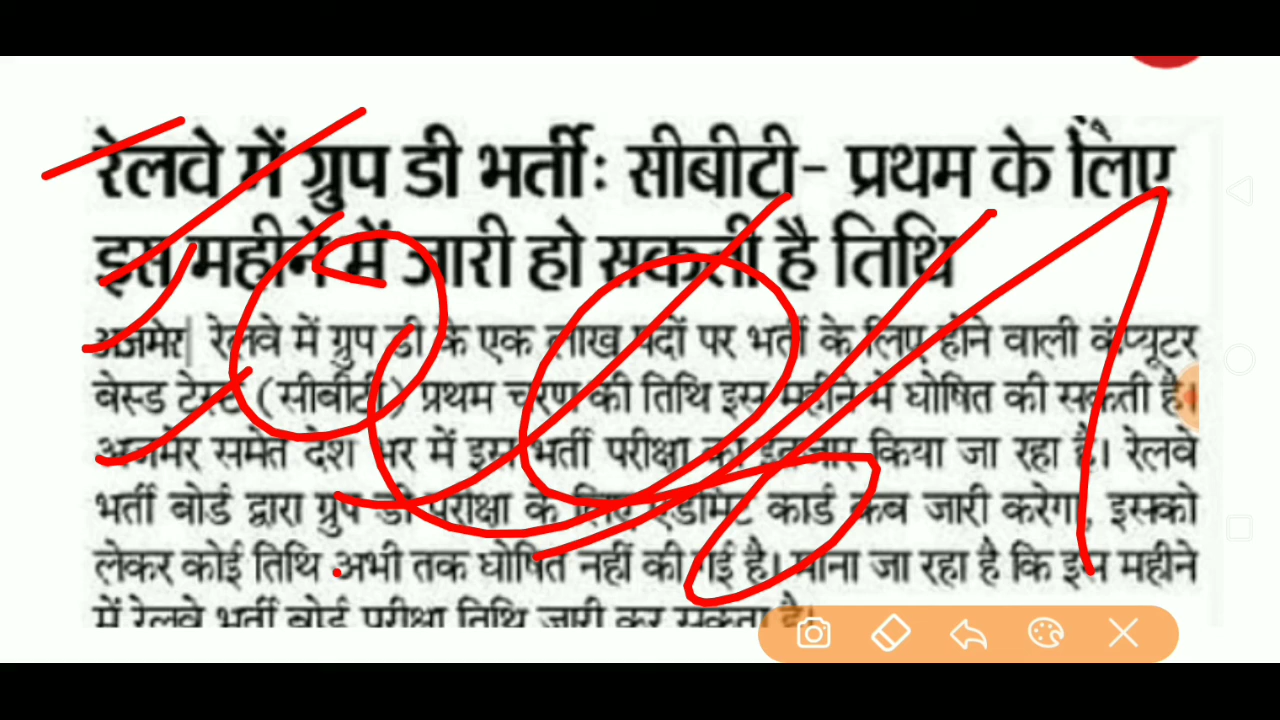 रेलवे में ग्रुप डी भर्तीः सीबीटी- प्रथम के लिए
इस महीने में जारी हो सकती है तिथि
अजमेर| रेलवे में ग्रुप डी के एक लाख पदों पर भर्ती के लिए होने वाली कंप्यूटर
बेस्ड टेस्ट (सीबीटी) प्रथम चरण की तिथि इस महीने में घोषित की सकती है।
अजमेर समेत देश भर में इस भर्ती परीक्षा का इंतजार किया जा रहा है। रेलवे
भर्ती बोर्ड द्वारा ग्रुप डी परीक्षा के लिए एडमिट कार्ड कब जारी करेगा, इसको
लेकर कोई तिथि अभी तक घोषित नहीं की गई है। माना जा रहा है कि इस महीने
में रेलवे भर्ती बोर्ड परीक्षा तिथि जारी कर सकता है।